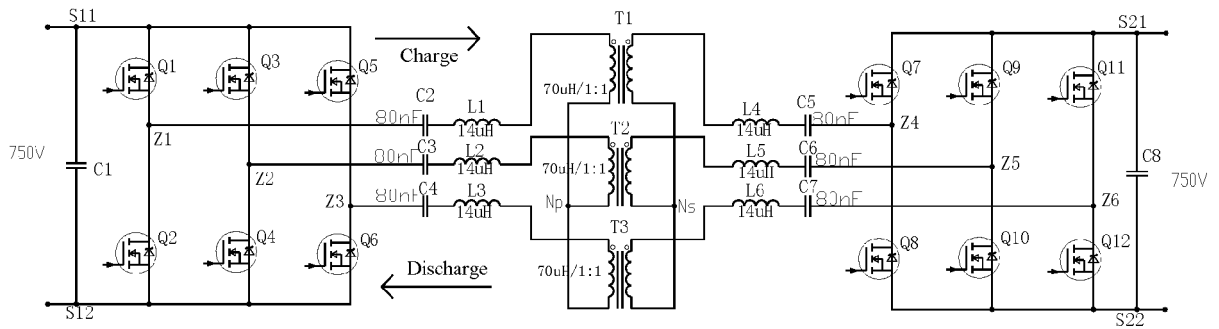 S11
T1
S21
Charge
Q1
Q3
Q5
Q7
Q9
Q11
70uH/1:1
C2
L1
L4
C5
80nF
14uH
14uH
80nF
Z1
Z4
T2
C3
L2
L5
C6
80nF
14uH
14uH
80nF
750V
C1
Z2
70uH/1:1
Z5
C8
750V
C4
L3
L6
C7
80nF
14uH
14uH
80nF
Z3
Np
Ns
Z6
T3
Q2
Q4
Q6
Q8
Q10
Q12
70uH/1:1
Discharge
S12
S22